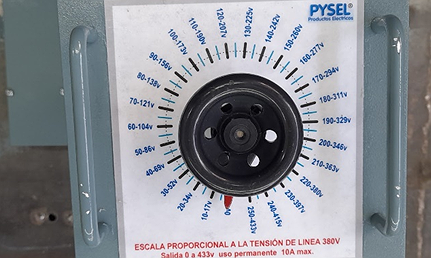 PYSEL®
Productos Electricos
10-17v
20-34v
30-52v
40-69v
50-86v
60-104v
70-121v
80-139v
90-156v
100-173v
110-190v
120-207v
130-225v
140-242v
150-260v
160-277v
170-294v
180-311v
190-329v
200-346v
210-363v
220-380v
230-397v
240-415v
250-433v
ESCALA PROPORCIONAL A LA TENSIÓN DE LINEA 380V
Salida 0 a 433v uso permanente 10A max.